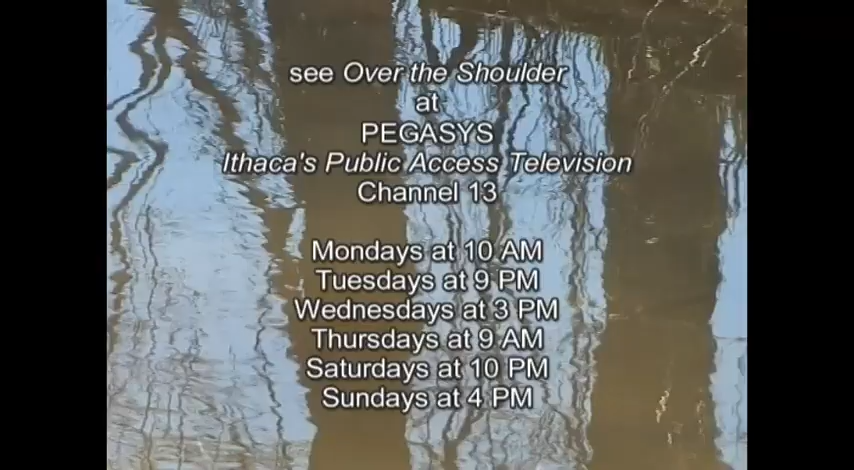 see Over the Shoulder
at
PEGASYS
Ithaca's Public Access Television
Channel 13
Mondays at 10 AM
Tuesdays at 9 PM
Wednesdays at 3 PM
Thursdays at 9 AM
Saturdays at 10 PM
Sundays at 4 PM